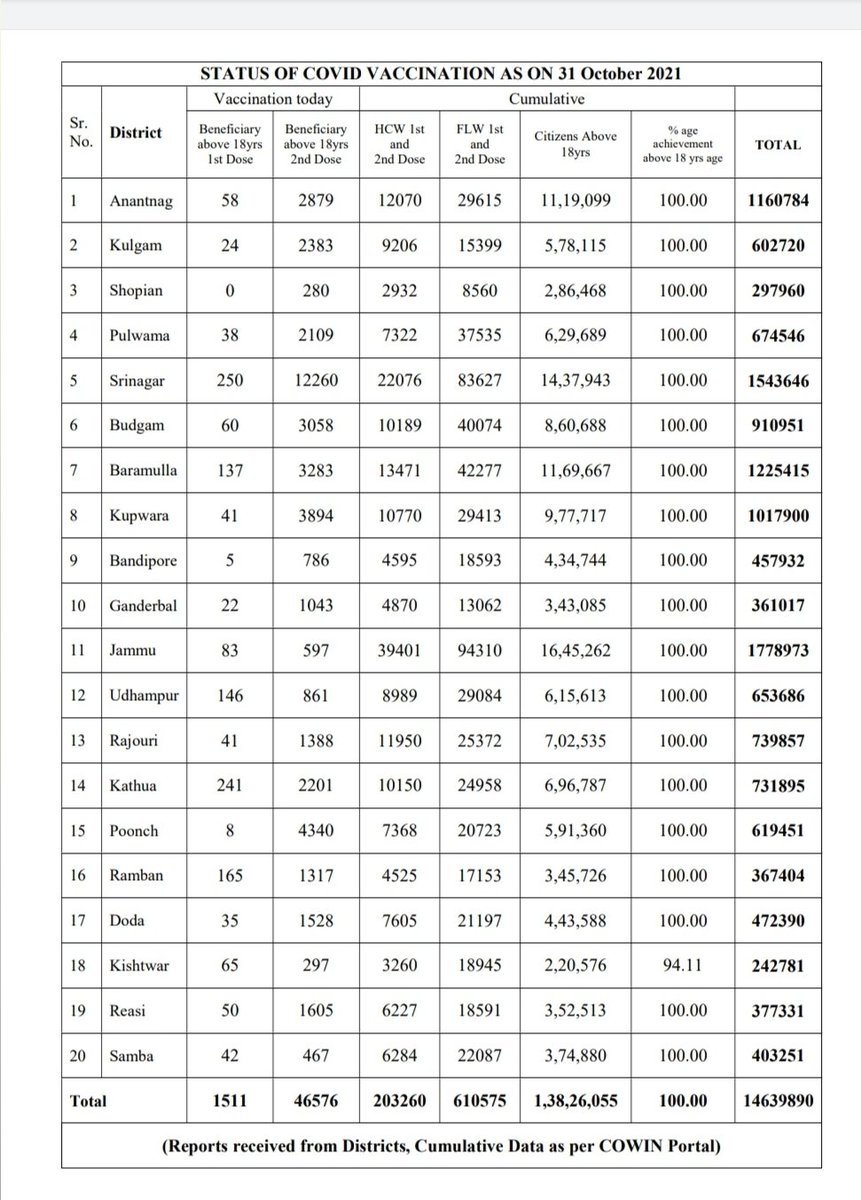 STATUS OF COVID VACCINATION AS ON 31 October 2021
Sr. No. District Vaccination today Cumulative
Beneficiary above 18yrs 1st Dose Beneficiary above 18yrs 2nd Dose HCW 1st and 2nd Dose FLW 1st and 2nd Dose Citizens Above 18yrs % age achievement above 18 yrs age TOTAL
1 Anantnag 58 2879 12070 29615 11,19,099 100.00 1160784
2 Kulgam 24 2383 9206 15399 5,78,115 100.00 602720
3 Shopian 0 280 2932 8560 2,86,468 100.00 297960
4 Pulwama 38 2109 7322 37535 6,29,689 100.00 674546
5 Srinagar 250 12260 22076 83627 14,37,943 100.00 1543646
6 Budgam 60 3058 10189 40074 8,60,688 100.00 910951
7 Baramulla 137 3283 13471 42277 11,69,667 100.00 1225415
8 Kupwara 41 3894 10770 29413 9,77,717 100.00 1017900
9 Bandipore 5 786 4595 18593 4,34,744 100.00 457932
10 Ganderbal 22 1043 4870 13062 3,43,085 100.00 361017
11 Jammu 83 597 39401 94310 16,45,262 100.00 1778973
12 Udhampur 146 861 8989 29084 6,15,613 100.00 653686
13 Rajouri 41 1388 11950 25372 7,02,535 100.00 739857
14 Kathua 241 2201 10150 24958 6,96,787 100.00 731895
15 Poonch 8 4340 7368 20723 5,91,360 100.00 619451
16 Ramban 165 1317 4525 17153 3,45,726 100.00 367404
17 Doda 35 1528 7605 21197 4,43,588 100.00 472390
18 Kishtwar 65 297 3260 18945 2,20,576 94.11 242781
19 Reasi 50 1605 6227 18591 3,52,513 100.00 377331
20 Samba 42 467 6284 22087 3,74,880 100.00 403251
Total 1511 46576 203260 610575 1,38,26,055 100.00 14639890
(Reports received from Districts, Cumulative Data as per COWIN Portal)